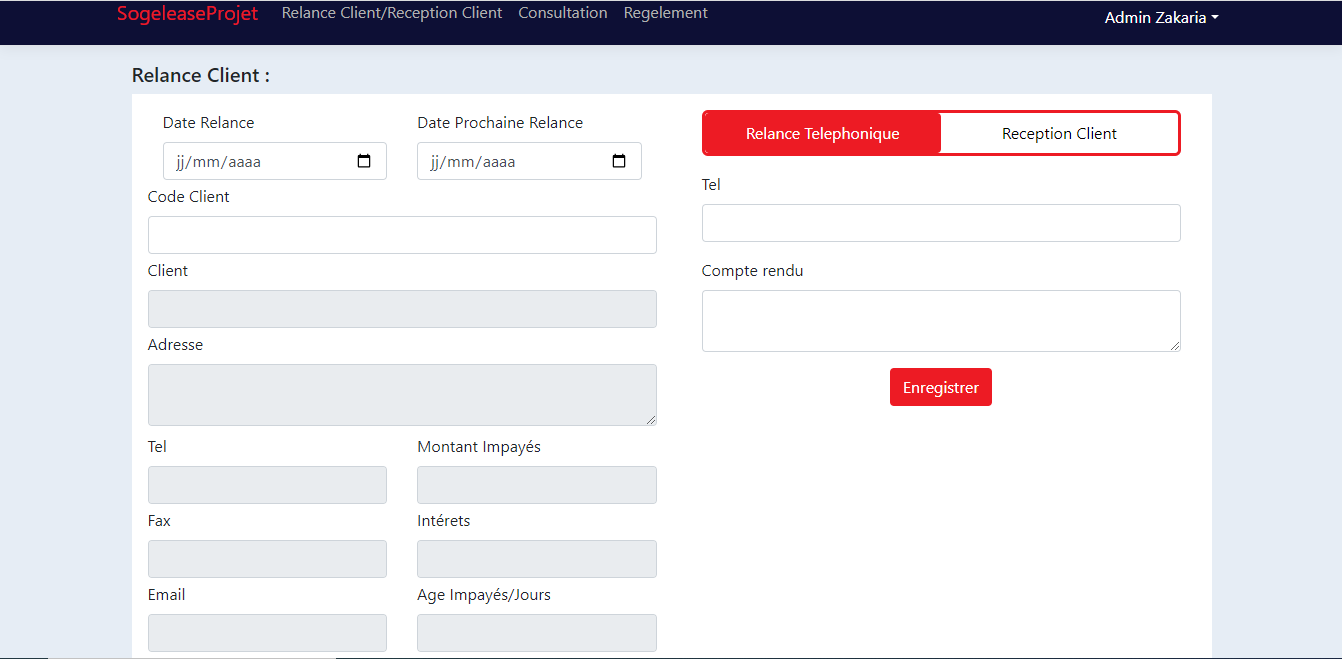 SogeleaseProjet Relance Client/Reception Client Consultation Regelement Admin Zakaria
Relance Client :
Date Relance Date Prochaine Relance
jj/mm/aaaa jj/mm/aaaa
Code Client
Client
Adresse
Tel Montant Impayés
Fax Intérets
Email Age Impayés/Jours
Relance Telephonique Reception Client
Tel
Compte rendu
Enregistrer